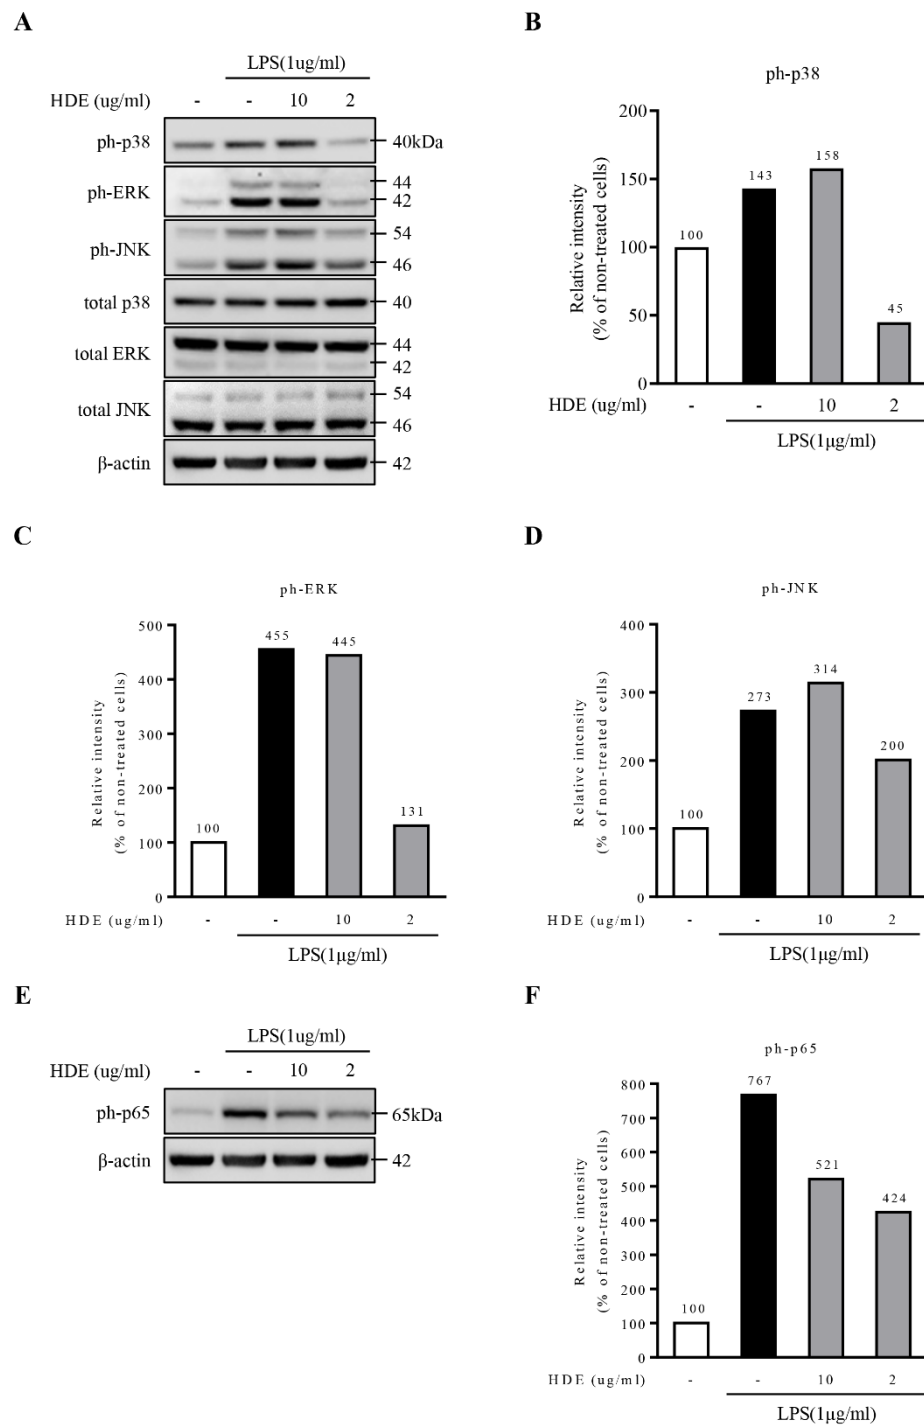 A
LPS(1ug/ml)
HDE (ug/ml) - - 10 2
ph-p38 40kDa
ph-ERK 44
42
ph-JNK 54
46
total p38 40
total ERK 44
42
total JNK 54
46
β-actin 42
B
ph-p38
Relative intensity
(% of non-treated cells)
200
150
100
50
0
100
143
158
45
HDE (ug/ml) - - 10 2
LPS(1μg/ml)
C
ph-ERK
Relative intensity
(% of non-treated cells)
500
400
300
200
100
0
100
455
445
131
HDE (ug/ml) - - 10 2
LPS(1μg/ml)
D
ph-JNK
Relative intensity
(% of non-treated cells)
400
300
200
100
0
100
273
314
200
HDE (ug/ml) - - 10 2
LPS(1μg/ml)
E
LPS(1ug/ml)
HDE (ug/ml) - - 10 2
ph-p65 65kDa
β-actin 42
F
ph-p65
Relative intensity
(% of non-treated cells)
800
700
600
500
400
300
200
100
0
100
767
521
424
HDE (ug/ml) - - 10 2
LPS(1μg/ml)